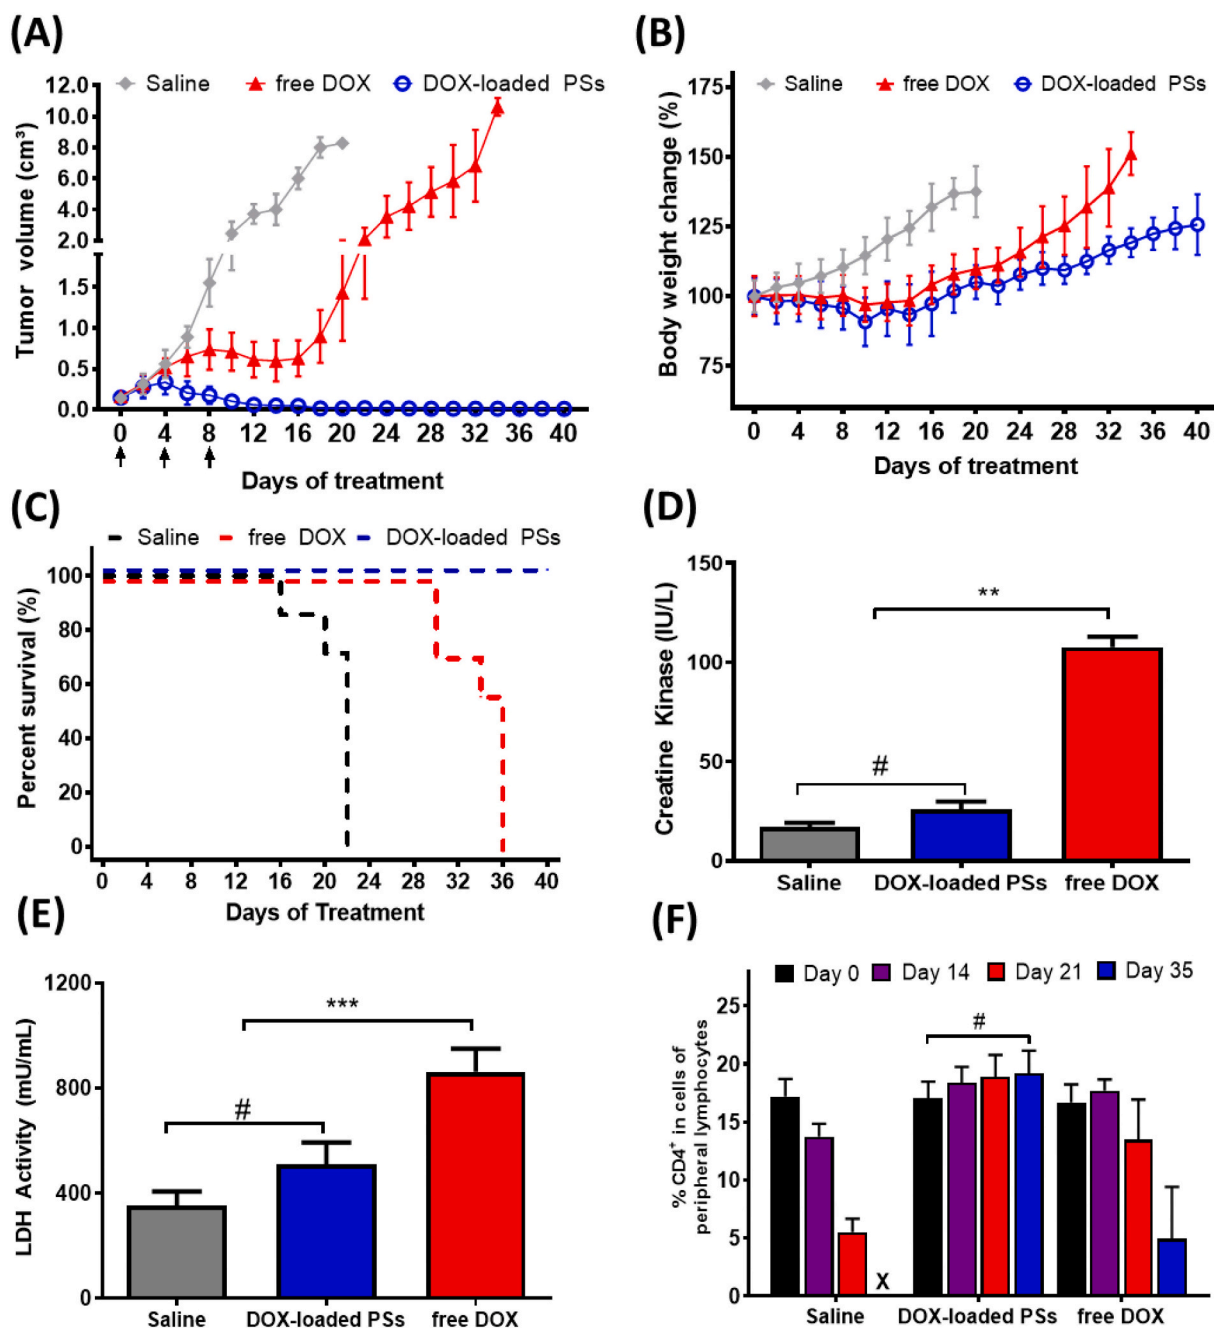 (A)
Saline free DOX DOX-loaded PSs
Tumor volume (cm³)
12.0
10.0
8.0
6.0
4.0
2.0
1.5
1.0
0.5
0.0
0 4 8 12 16 20 24 28 32 36 40
Days of treatment
(B)
Saline free DOX DOX-loaded PSs
Body weight change (%)
175
150
125
100
75
0 4 8 12 16 20 24 28 32 36 40
Days of treatment
(C)
Saline free DOX DOX-loaded PSs
Percent survival (%)
100
80
60
40
20
0
0 4 8 12 16 20 24 28 32 36 40
Days of Treatment
(D)
Creatine Kinase (IU/L)
150
100
50
0
**
#
Saline DOX-loaded PSs free DOX
(E)
LDH Activity (mU/mL)
1200
800
400
0
***
#
Saline DOX-loaded PSs free DOX
(F)
Day 0 Day 14 Day 21 Day 35
% CD4⁺ in cells of
peripheral lymphocytes
25
20
15
10
5
0
#
X
Saline DOX-loaded PSs free DOX